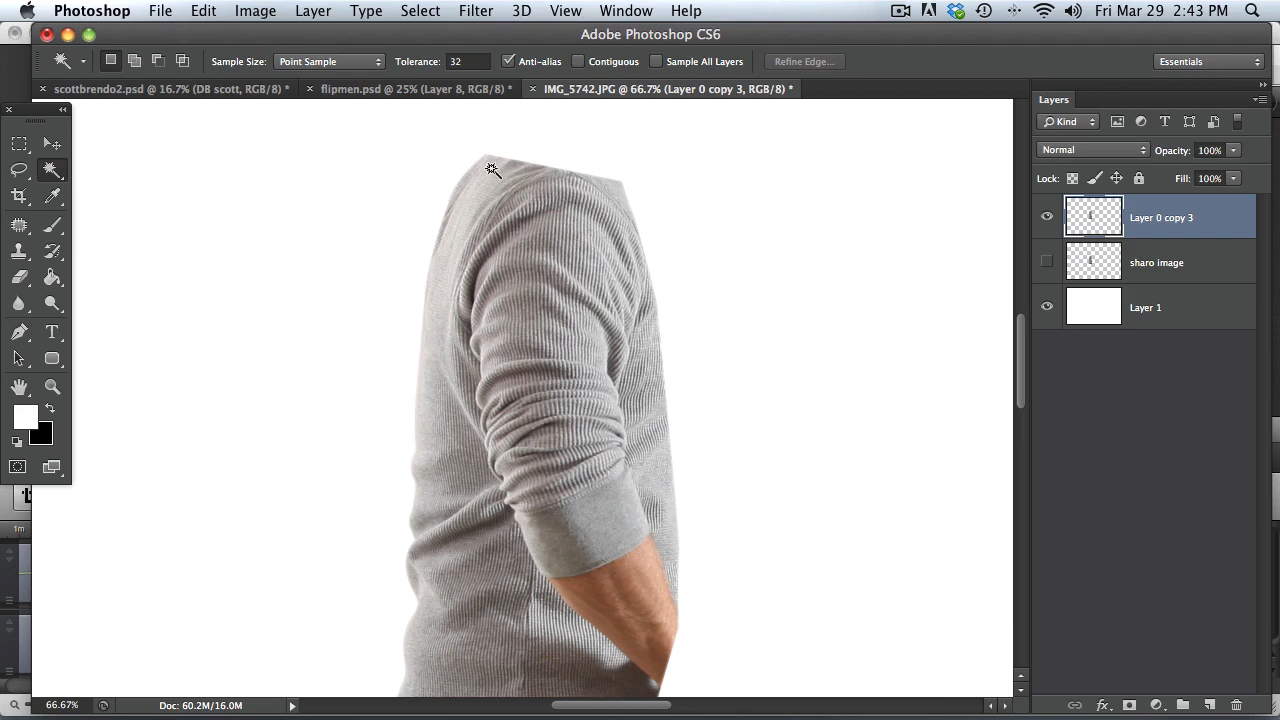 Photoshop File Edit Image Layer Type Select Filter 3D View Window Help Fri Mar 29 2:43 PM
Adobe Photoshop CS6
Sample Size: Point Sample Tolerance: 32 Anti-alias Contiguous Sample All Layers Refine Edge... Essentials
scottbrendo2.psd @ 16.7% (DB scott, RGB/8) * flipmen.psd @ 25% (Layer 8, RGB/8) * IMG_5742.JPG @ 66.7% (Layer 0 copy 3, RGB/8) *
Layers
Kind
Normal Opacity: 100%
Lock: Fill: 100%
Layer 0 copy 3
sharo image
Layer 1
1m
66.67% Doc: 60.2M/16.0M